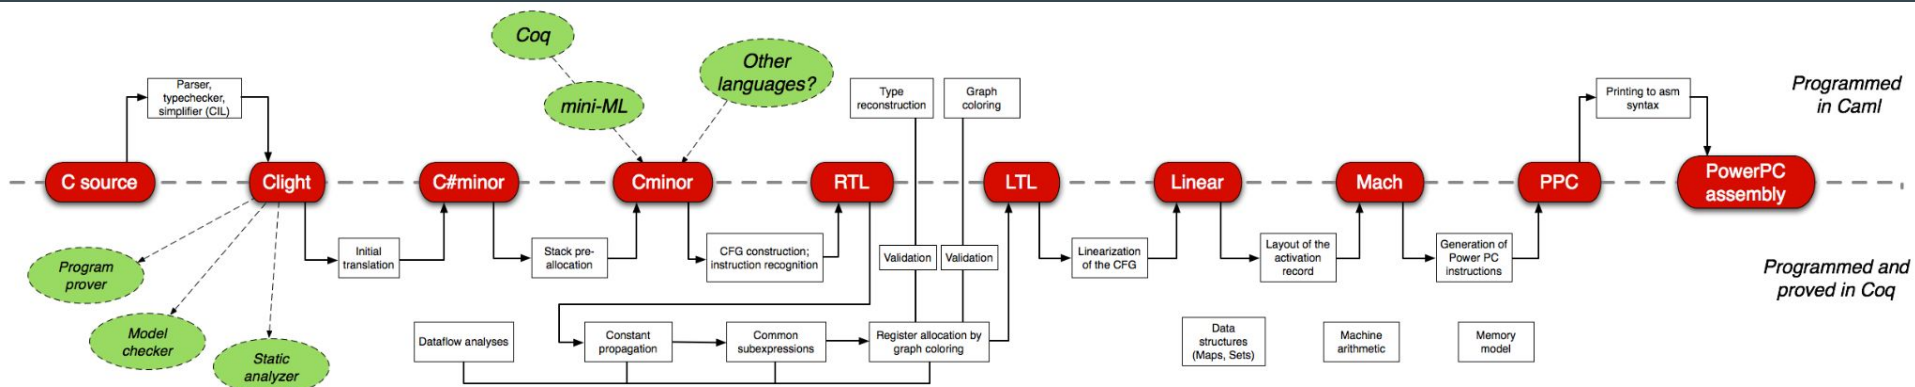 Coq
Other
languages?
mini-ML
Parser,
typechecker,
simplifier (CIL)
Type
reconstruction
Graph
coloring
Printing to asm
syntax
Programmed
in Caml
C source
Clight
C#minor
Cminor
RTL
LTL
Linear
Mach
PPC
PowerPC
assembly
Initial
translation
Stack pre-
allocation
CFG construction;
instruction recognition
Validation
Validation
Linearization
of the CFG
Layout of the
activation
record
Generation of
Power PC
instructions
Programmed and
proved in Coq
Program
prover
Model
checker
Static
analyzer
Dataflow analyses
Constant
propagation
Common
subexpressions
Register allocation by
graph coloring
Data
structures
(Maps, Sets)
Machine
arithmetic
Memory
model